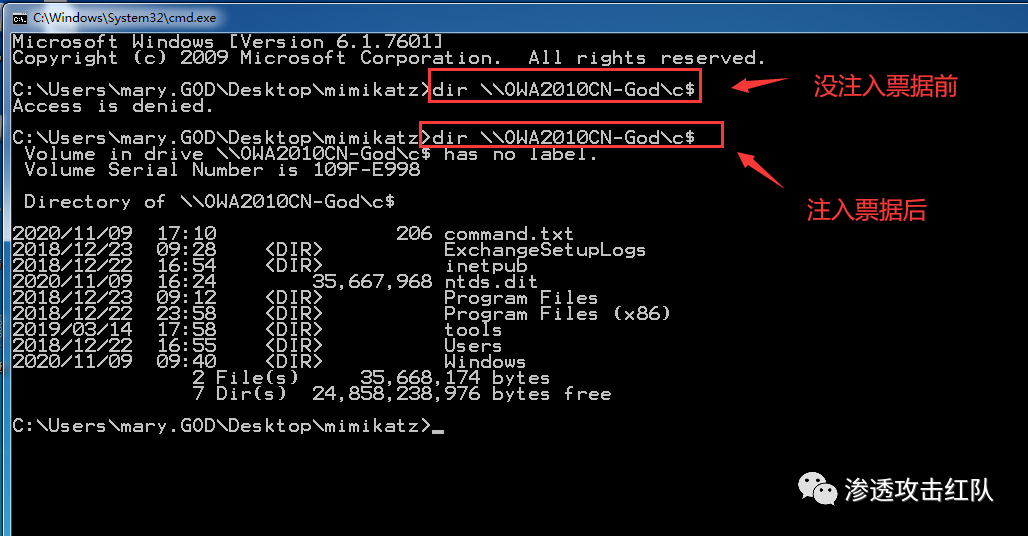 C:\Windows\System32\cmd.exe
Microsoft Windows [Version 6.1.7601]
Copyright (c) 2009 Microsoft Corporation.  All rights reserved.
C:\Users\mary.GOD\Desktop\mimikatz>dir \\OWA2010CN-God\c$
没注入票据前
Access is denied.
C:\Users\mary.GOD\Desktop\mimikatz>dir \\OWA2010CN-God\c$
 Volume in drive \\OWA2010CN-God\c$ has no label.
 Volume Serial Number is 109F-E998
注入票据后
 Directory of \\OWA2010CN-God\c$
2020/11/09  17:10               206 command.txt
2018/12/23  09:28    <DIR>          ExchangeSetupLogs
2018/12/22  16:54    <DIR>          inetpub
2020/11/09  16:24        35,667,968 ntds.dit
2018/12/23  09:12    <DIR>          Program Files
2018/12/22  23:58    <DIR>          Program Files (x86)
2019/03/14  17:58    <DIR>          tools
2018/12/22  16:55    <DIR>          Users
2020/11/09  09:40    <DIR>          Windows
               2 File(s)     35,668,174 bytes
               7 Dir(s)  24,858,238,976 bytes free
C:\Users\mary.GOD\Desktop\mimikatz>_
渗透攻击红队